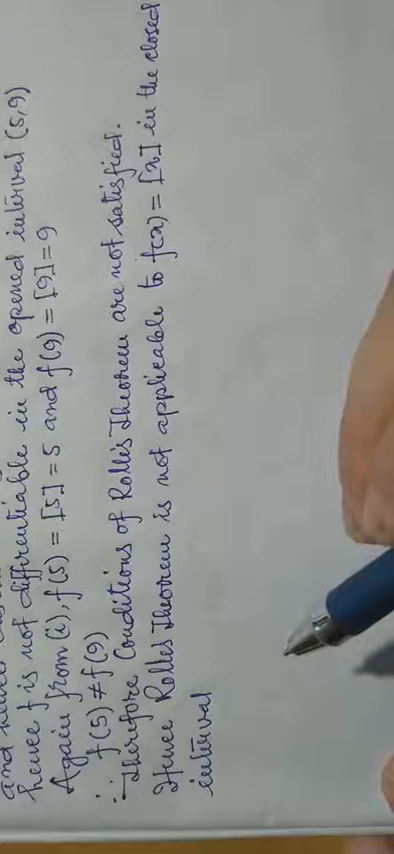 and hence
hence f is not differentiable in the opened interval (5,9)
Again from (i), f(5) = [5] = 5 and f(9) = [9] = 9
∴ f(5) ≠ f(9)
Therefore Conditions of Rolle's Theorem are not satisfied.
Hence Rolle's Theorem is not applicable to f(x) = [x] in the closed
interval